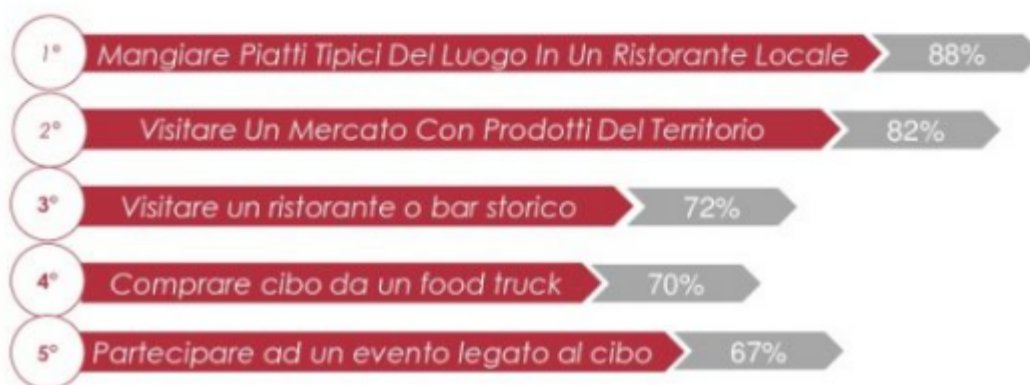 1° Mangiare Piatti Tipici Del Luogo In Un Ristorante Locale 88%
2° Visitare Un Mercato Con Prodotti Del Territorio 82%
3° Visitare un ristorante o bar storico 72%
4° Comprare cibo da un food truck 70%
5° Partecipare ad un evento legato al cibo 67%